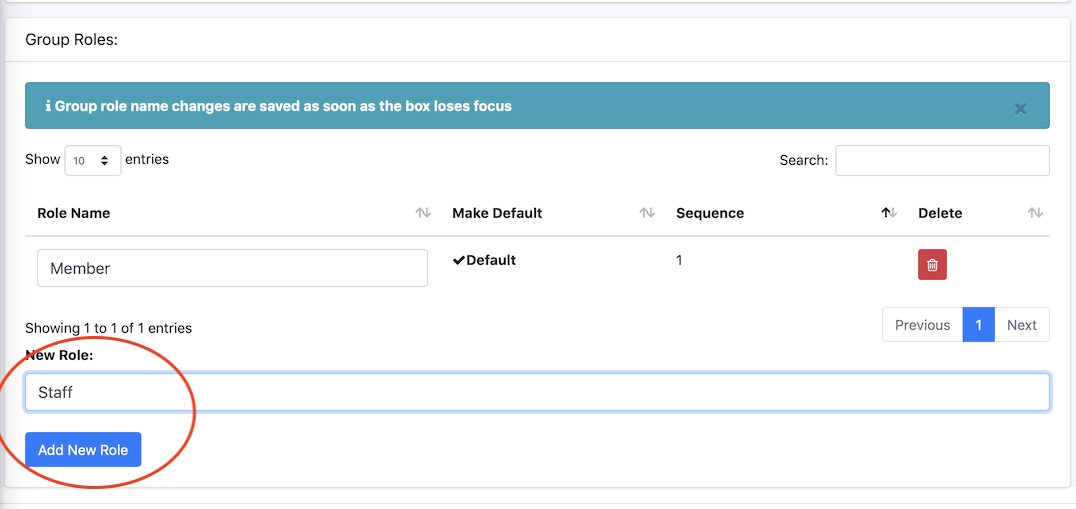 Group Roles:
i Group role name changes are saved as soon as the box loses focus ×
Show 10 entries Search:
Role Name Make Default Sequence Delete
Member Default 1
Showing 1 to 1 of 1 entries Previous 1 Next
New Role:
Staff
Add New Role